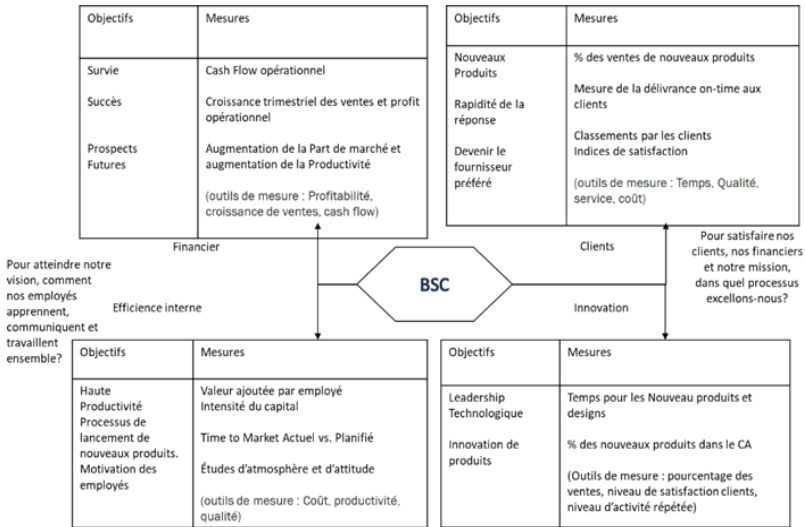 Objectifs
Mesures
Survie
Cash Flow opérationnel
Succès
Croissance trimestriel des ventes et profit
opérationnel
Prospects
Futures
Augmentation de la Part de marché et
augmentation de la Productivité
(outils de mesure : Profitabilité,
croissance de ventes, cash flow)
Objectifs
Mesures
Nouveaux
Produits
% des ventes de nouveaux produits
Rapidité de la
réponse
Mesure de la délivrance on-time aux
clients
Devenir le
fournisseur
préféré
Classements par les clients
Indices de satisfaction
(outils de mesure : Temps, Qualité,
service, coût)
Financier
Clients
Pour atteindre notre
vision, comment
nos employés
apprennent,
communiquent et
travaillent
ensemble?
Efficience interne
BSC
Innovation
Pour satisfaire nos
clients, nos financiers
et notre mission,
dans quel processus
excellons-nous?
Objectifs
Mesures
Haute
Productivité
Processus de
lancement de
nouveaux produits.
Motivation des
employés
Valeur ajoutée par employé
Intensité du capital
Time to Market Actuel vs. Planifié
Études d'atmosphère et d'attitude
(outils de mesure : Coût, productivité,
qualité)
Objectifs
Mesures
Leadership
Technologique
Temps pour les Nouveau produits et
designs
Innovation de
produits
% des nouveaux produits dans le CA
(Outils de mesure : pourcentage des
ventes, niveau de satisfaction clients,
niveau d'activité répétée)